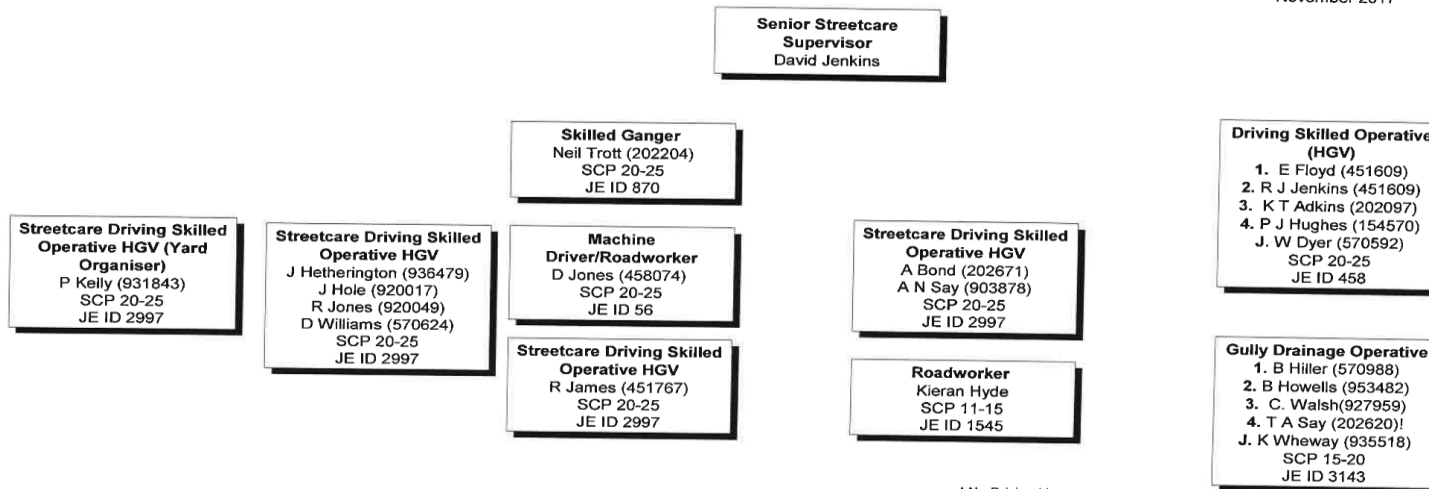 November 2017
Senior Streetcare
Supervisor
David Jenkins
Skilled Ganger
Neil Trott (202204)
SCP 20-25
JE ID 870
Driving Skilled Operative
(HGV)
1. E Floyd (451609)
2. R J Jenkins (451609)
3. K T Adkins (202097)
4. P J Hughes (154570)
J. W Dyer (570592)
SCP 20-25
JE ID 458
Streetcare Driving Skilled
Operative HGV (Yard
Organiser)
P Kelly (931843)
SCP 20-25
JE ID 2997
Streetcare Driving Skilled
Operative HGV
J Hetherington (936479)
J Hole (920017)
R Jones (920049)
D Williams (570624)
SCP 20-25
JE ID 2997
Machine
Driver/Roadworker
D Jones (458074)
SCP 20-25
JE ID 56
Streetcare Driving Skilled
Operative HGV
A Bond (202671)
A N Say (903878)
SCP 20-25
JE ID 2997
Streetcare Driving Skilled
Operative HGV
R James (451767)
SCP 20-25
JE ID 2997
Roadworker
Kieran Hyde
SCP 11-15
JE ID 1545
Gully Drainage Operative
1. B Hiller (570988)
2. B Howells (953482)
3. C. Walsh(927959)
4. T A Say (202620)!
J. K Wheway (935518)
SCP 15-20
JE ID 3143